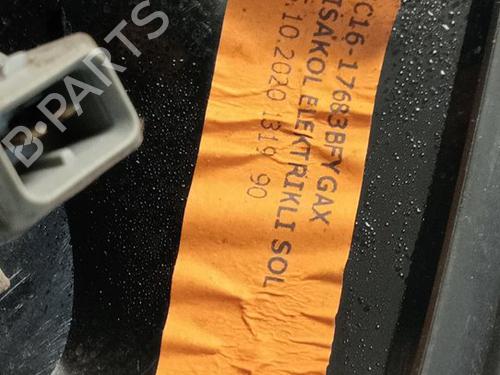 C16-17683BFYGAX
ISAKOL ELEKTRIKLI SOL
.10.2020 1319 90
B-PARTS